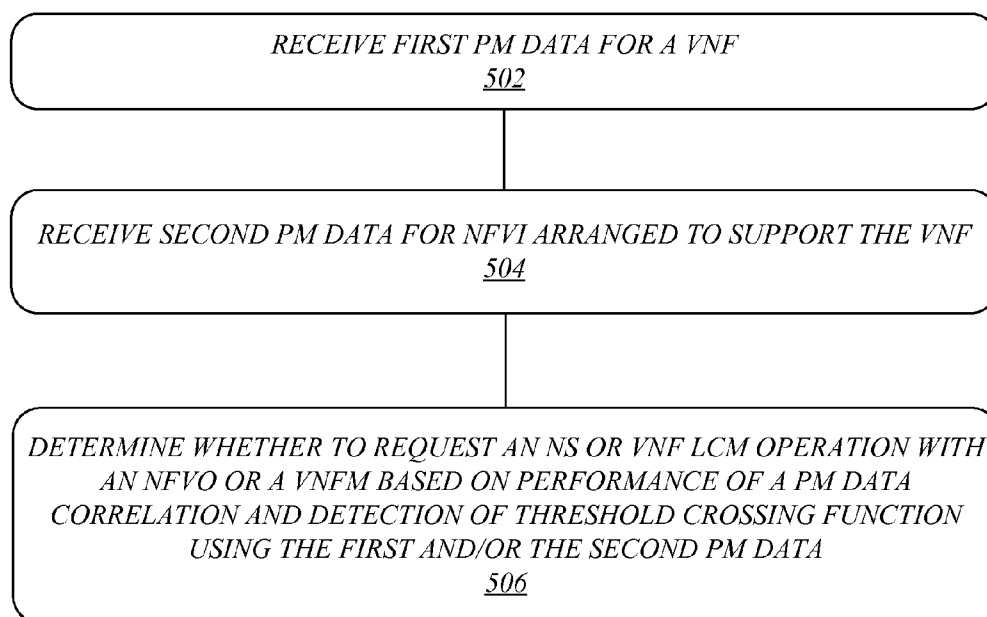 RECEIVE FIRST PM DATA FOR A VNF
502
RECEIVE SECOND PM DATA FOR NFVI ARRANGED TO SUPPORT THE VNF
504
DETERMINE WHETHER TO REQUEST AN NS OR VNF LCM OPERATION WITH
AN NFVO OR A VNFM BASED ON PERFORMANCE OF A PM DATA
CORRELATION AND DETECTION OF THRESHOLD CROSSING FUNCTION
USING THE FIRST AND/OR THE SECOND PM DATA
506